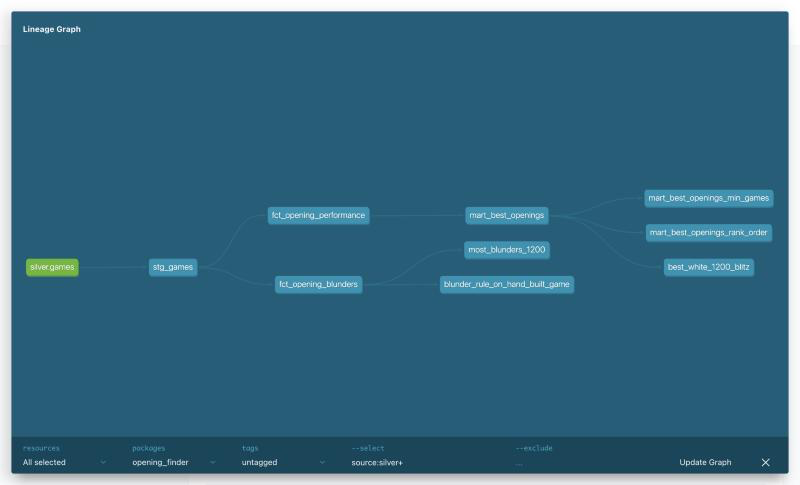 Lineage Graph
mart_best_openings_min_games
fct_opening_performance
mart_best_openings
mart_best_openings_rank_order
most_blunders_1200
silver.games
stg_games
best_white_1200_blitz
fct_opening_blunders
blunder_rule_on_hand_built_game
resources
packages
tags
--select
--exclude
All selected
opening_finder
untagged
source:silver+
...
Update Graph